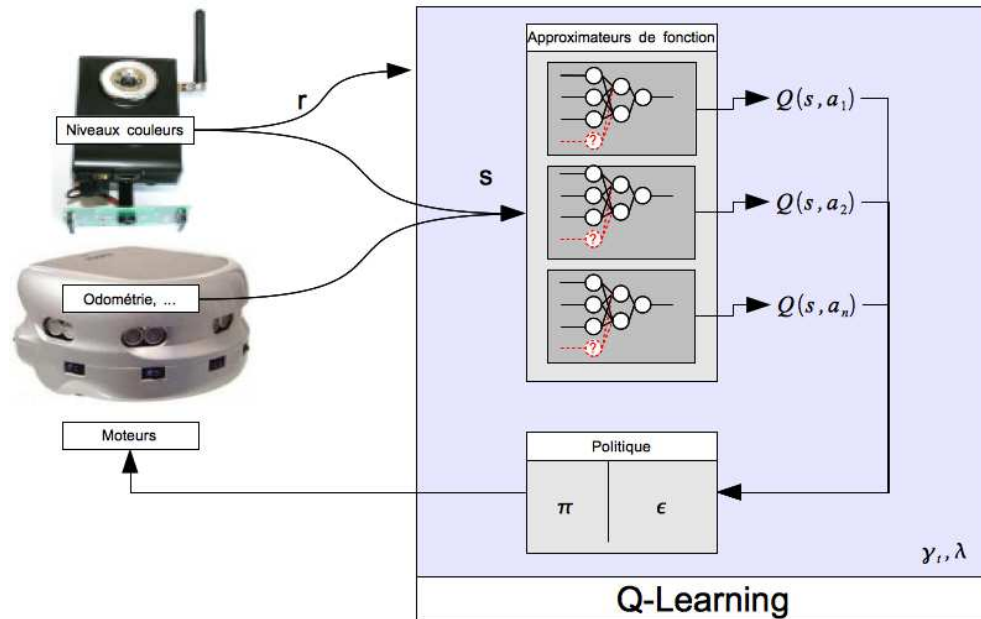 Approximateurs de fonction
r
Niveaux couleurs
s
?
Q(s,a₁)
?
Q(s,a₂)
?
Q(s,aₙ)
Odométrie, ...
Moteurs
Politique
π
ϵ
γₜ,λ
Q-Learning